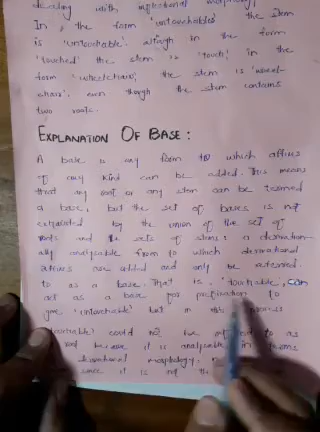 dealing with inflectional morphology
In, the form 'untouchables' the stem
is 'untouchable', although in the form
'touched' the stem is 'touch'; in the
form 'wheelchairs', the stem is 'wheel-
chair', even though the stem contains
two roots.
EXPLANATION OF BASE :
A base is any form to which affixes
of any kind can be added. This means
that any root or any stem can be termed
a base, but the set of bases is not
exhausted by the union of the set of
roots and the sets of stems: a derivation-
ally analysable form to which derivational
affixes are added and only be referred
to as a base. That is, 'touchable', can
act as a base for prefixation to
give 'untouchable' but in this
could not be referred to as
root because it is analysable in terms
derivational morphology,
since it is not the